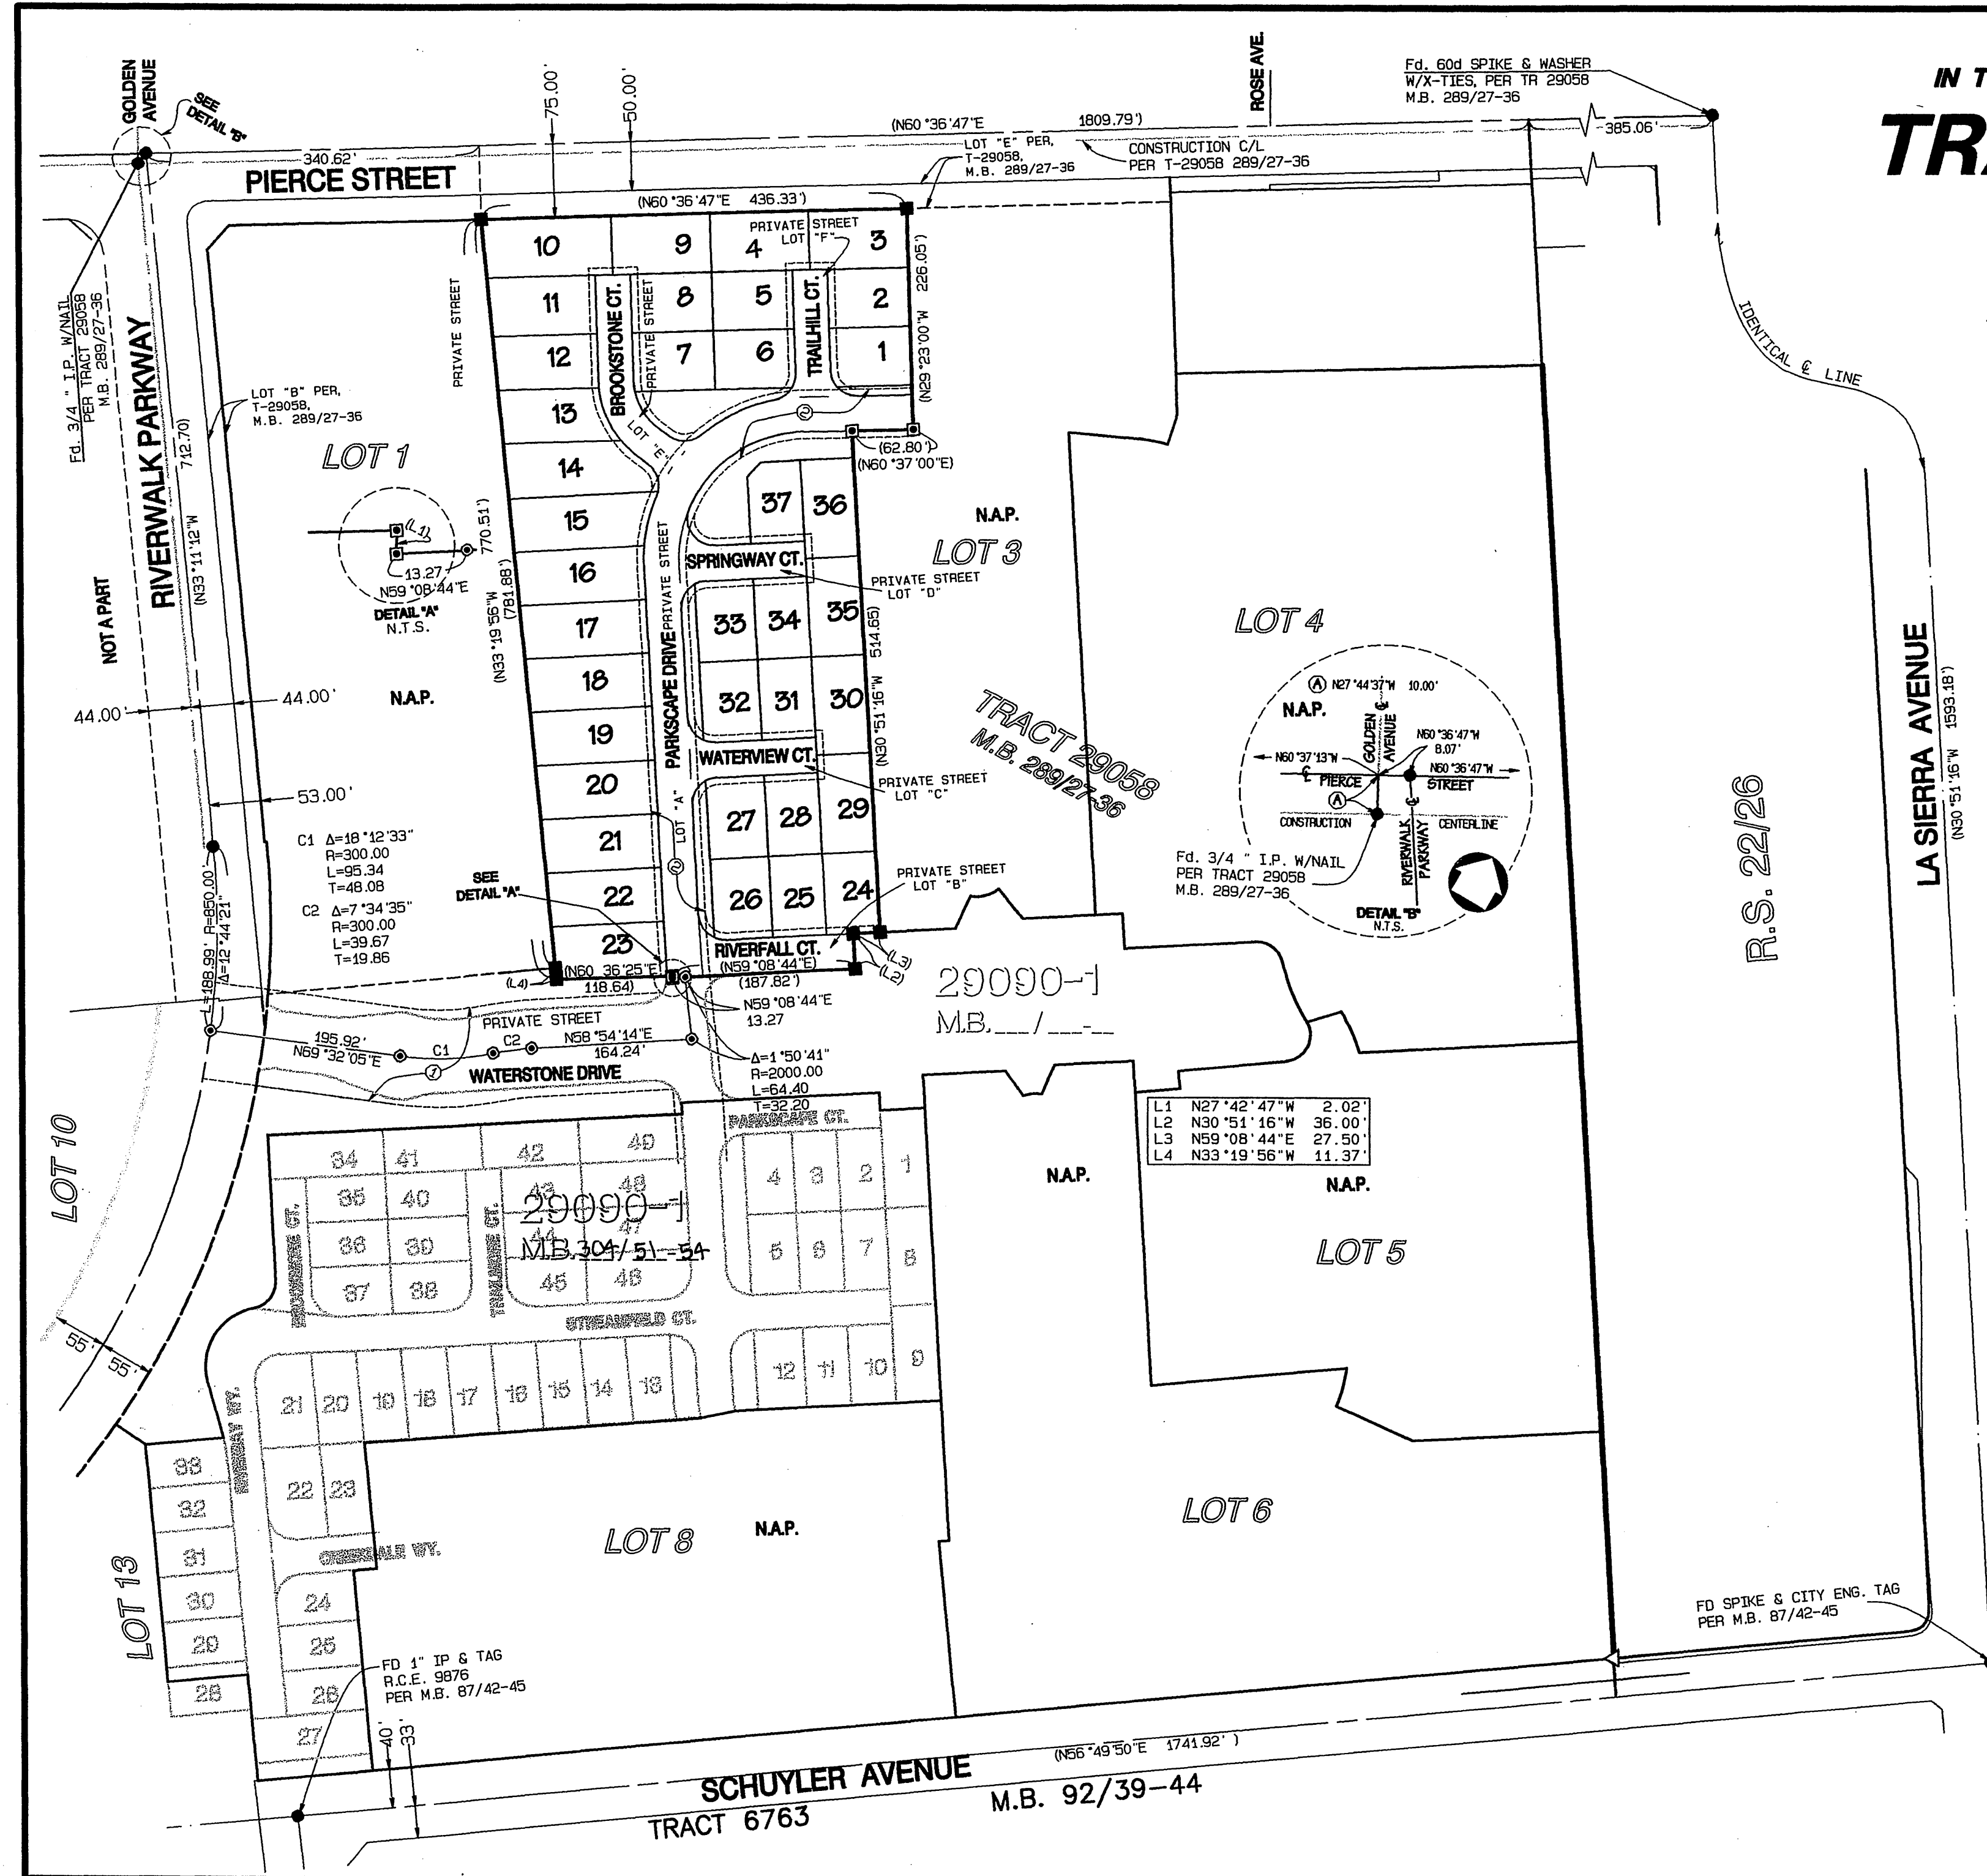 IN T
TRA
GOLDEN
AVENUE
SEE
DETAIL "B"
75.00'
50.00'
ROSE AVE.
Fd. 60d SPIKE & WASHER
W/X-TIES, PER TR 29058
M.B. 289/27-36
(N60°36'47"E 1809.79')
385.06'
340.62'
PIERCE STREET
LOT "E" PER,
T-29058,
M.B. 289/27-36
CONSTRUCTION C/L
PER T-29058 289/27-36
(N60°36'47"E 436.33')
PRIVATE STREET
LOT "F"
10
9
4
3
11
8
5
2
12
7
6
1
BROOKSTONE CT.
PRIVATE STREET
TRAILHILL CT.
226.05')
(N29°23'00"W
PRIVATE STREET
Fd. 3/4" I.P. W/NAIL
PER TRACT 29058
M.B. 289/27-36
RIVERWALK PARKWAY
712.70)
(N33°11'12"W
LOT "B" PER,
T-29058,
M.B. 289/27-36
LOT 1
13
LOT "E"
2
(62.80')
(N60°37'00"E)
14
15
16
17
18
19
20
21
22
23
37
36
(L1)
13.27
N59°08'44"E
DETAIL "A"
N.T.S.
770.51')
(781.88')
(N33°19'56"W
NOT A PART
N.A.P.
PARKSCAPE DRIVE
PRIVATE STREET
SPRINGWAY CT.
PRIVATE STREET
LOT "D"
33
34
35
32
31
30
514.65)
(N30°51'16"W
WATERVIEW CT.
PRIVATE STREET
LOT "C"
LOT "A"
2
27
28
29
26
25
24
PRIVATE STREET
LOT "B"
RIVERFALL CT.
N.A.P.
LOT 3
LOT 4
TRACT 29058
M.B. 289/27-36
IDENTICAL ℄ LINE
44.00'
44.00'
53.00'
C1 Δ=18°12'33"
R=300.00
L=95.34
T=48.08
C2 Δ=7°34'35"
R=300.00
L=39.67
T=19.86
L=188.99' R=850.00'
Δ=12°44'21"
SEE
DETAIL "A"
(L4)
(N60 36'25"E
118.64)
(N59°08'44"E)
(187.82')
(L3)
(L2)
N59°08'44"E
13.27
A N27°44'37"W 10.00'
N.A.P.
GOLDEN
AVENUE
℄
N60°36'47"W
8.07'
N60°37'13"W
N60°36'47"W
℄
PIERCE
STREET
A
CONSTRUCTION
CENTERLINE
℄
RIVERWALK
PARKWAY
Fd. 3/4" I.P. W/NAIL
PER TRACT 29058
M.B. 289/27-36
DETAIL "B"
N.T.S.
R.S. 22/26
LA SIERRA AVENUE
(N30°51'16"W 1593.18')
29090-1
M.B.___/___-__
195.92'
N69°32'05"E
C1
C2
N58°54'14"E
164.24'
PRIVATE STREET
1
WATERSTONE DRIVE
Δ=1°50'41"
R=2000.00
L=64.40
T=32.20
PARKSCAPE CT.
L1 N27°42'47"W 2.02'
L2 N30°51'16"W 36.00'
L3 N59°08'44"E 27.50'
L4 N33°19'56"W 11.37'
N.A.P.
N.A.P.
LOT 5
LOT 10
34
41
42
49
35
40
43
48
36
39
44
47
37
38
45
46
29090-1
M.B. 304/51-54
4
3
2
1
5
6
7
8
STREAMFIELD CT.
12
11
10
9
21
20
19
18
17
16
15
14
13
55'
55'
33
32
31
30
29
28
22
23
24
25
26
27
LOT 13
LOT 8
N.A.P.
LOT 6
FD 1" IP & TAG
R.C.E. 9876
PER M.B. 87/42-45
40'
33'
FD SPIKE & CITY ENG. TAG
PER M.B. 87/42-45
SCHUYLER AVENUE
(N56°49'50"E 1741.92')
TRACT 6763
M.B. 92/39-44